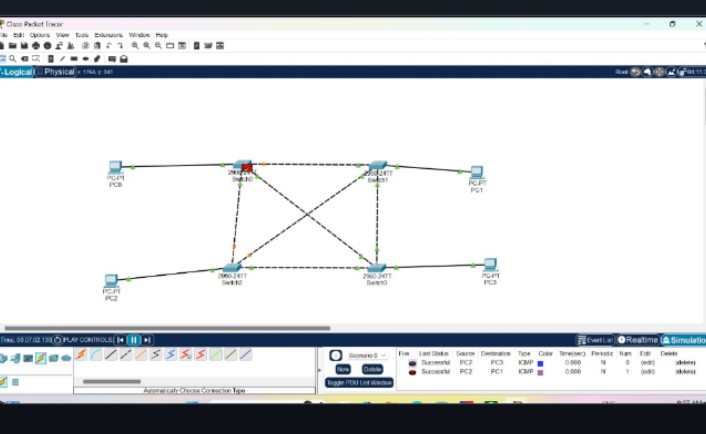 Cisco Packet Tracer
File Edit Options View Tools Extensions Window Help
Logical Physical x: 1766, y: 545 Root
PC-PT
PC0
2960-24TT
Switch0
2960-24TT
Switch1
PC-PT
PC1
PC-PT
PC2
2960-24TT
Switch2
2960-24TT
Switch3
PC-PT
PC3
Time: 00:07:02.139 PLAY CONTROLS: Event List Realtime Simulation
Scenario 0
New Delete
Toggle PDU List Window
Fire Last Status Source Destination Type Color Time(sec) Periodic Num Edit Delete
Successful PC2 PC3 ICMP 0.000 N 0 (edit) (delete)
Successful PC2 PC1 ICMP 0.000 N 1 (edit) (delete)
Automatically Choose Connection Type